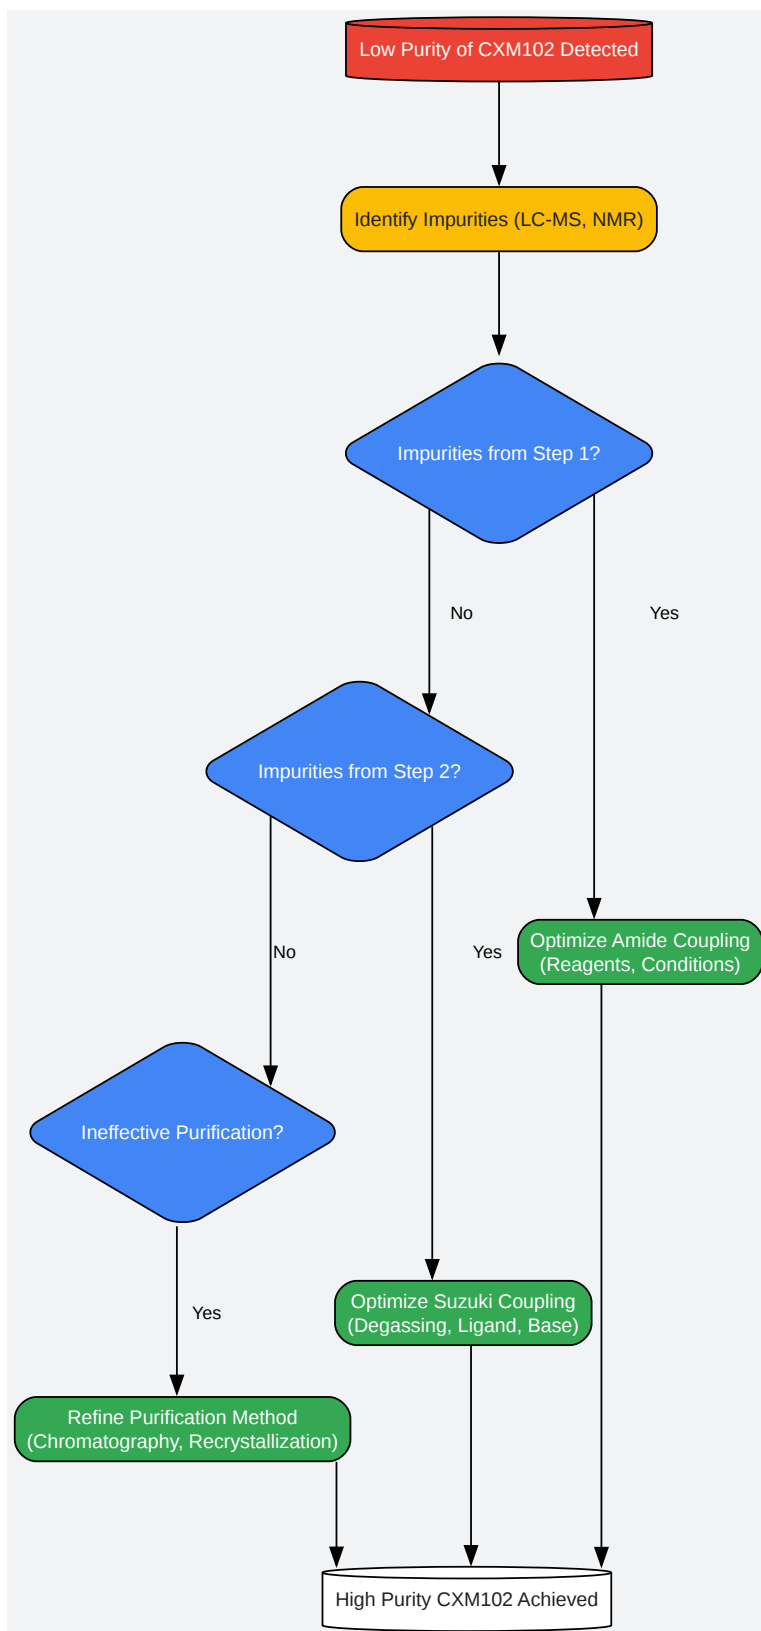 Low Purity of CXM102 Detected
Identify Impurities (LC-MS, NMR)
Impurities from Step 1?
No
Yes
Impurities from Step 2?
Optimize Amide Coupling
(Reagents, Conditions)
No
Yes
Ineffective Purification?
Optimize Suzuki Coupling
(Degassing, Ligand, Base)
Yes
Refine Purification Method
(Chromatography, Recrystallization)
High Purity CXM102 Achieved